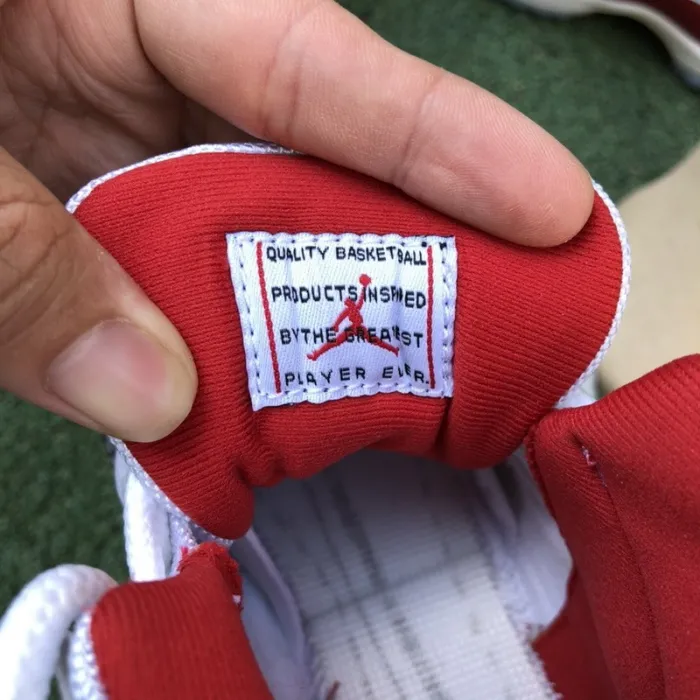 QUALITY BASKETBALL
PRODUCTS INSPIRED
BY THE GREATEST
PLAYER EVER.